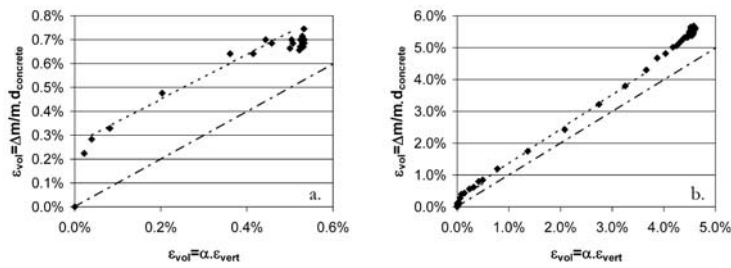 0.8%
0.7%
0.6%
0.5%
0.4%
0.3%
0.2%
0.1%
0.0%
0.0% 0.2% 0.4% 0.6%
εvol=Δm/m.dconcrete
εvol=α.εvert
a.
6.0%
5.0%
4.0%
3.0%
2.0%
1.0%
0.0%
0.0% 1.0% 2.0% 3.0% 4.0% 5.0%
εvol=Δm/m.dconcrete
εvol=α.εvert
b.